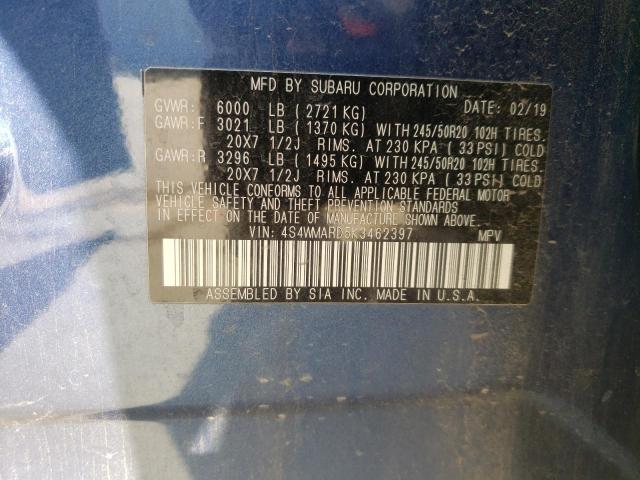 MFD BY SUBARU CORPORATION
GVWR: 6000 LB ( 2721 KG) DATE: 02/19
GAWR:F 3021 LB ( 1370 KG) WITH 245/50R20 102H TIRES.
20X7 1/2J RIMS. AT 230 KPA ( 33 PSI) COLD
GAWR:R 3296 LB ( 1495 KG) WITH 245/50R20 102H TIRES.
20X7 1/2J RIMS. AT 230 KPA ( 33 PSI) COLD
THIS VEHICLE CONFORMS TO ALL APPLICABLE FEDERAL MOTOR
VEHICLE SAFETY AND THEFT PREVENTION STANDARDS
IN EFFECT ON THE DATE OF MANUFACTURE SHOWN ABOVE.
VIN: 4S4WMARD5K3462397 MPV
ASSEMBLED BY SIA INC. MADE IN U.S.A.